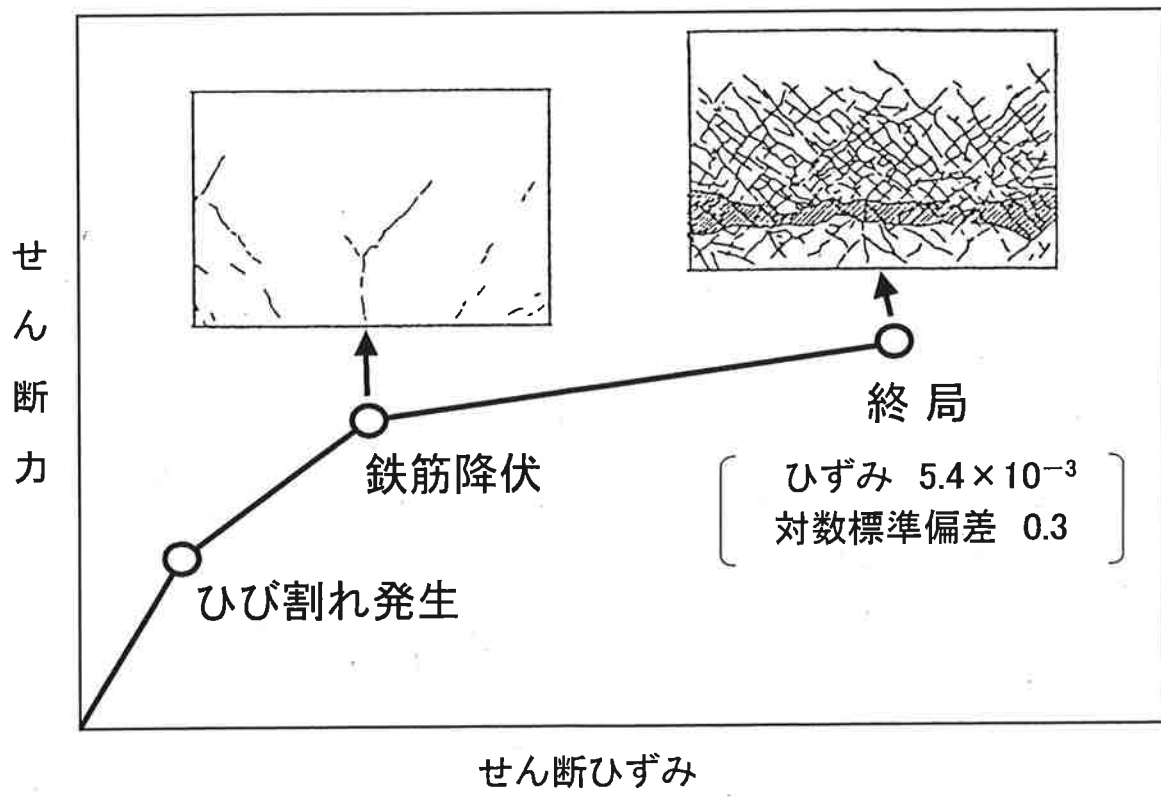 せん断力
鉄筋降伏
終局
ひずみ 5.4×10⁻³
対数標準偏差 0.3
ひび割れ発生
せん断ひずみ